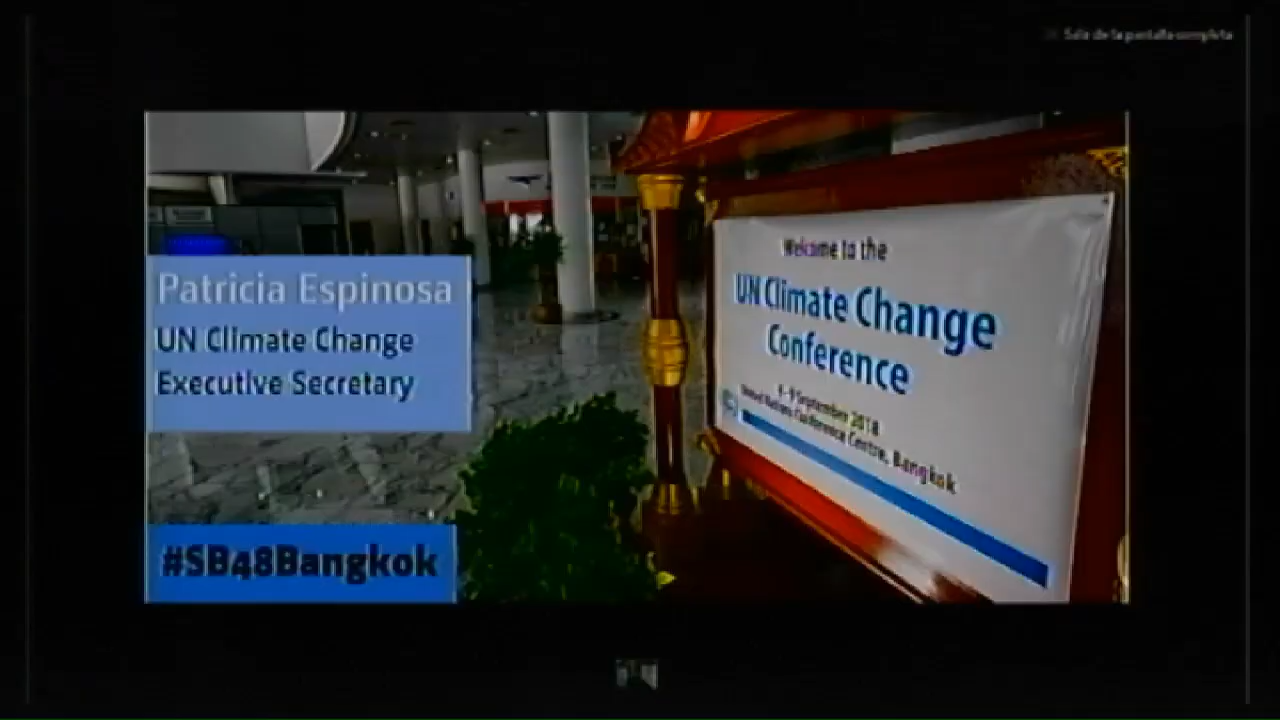 Sale de la pantalla completa
Patricia Espinosa
UN Climate Change
Executive Secretary
#SB48Bangkok
Welcome to the
UN Climate Change
Conference
4 - 9 September 2018
United Nations Conference Centre, Bangkok